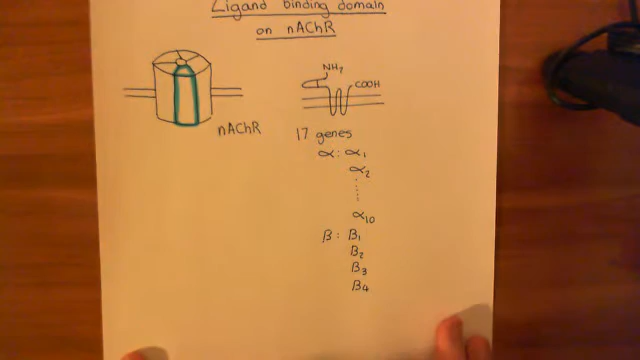 Ligand binding domain
on nAChR
NH₂
COOH
nAChR
17 genes
α: α₁
α₂
α₁₀
β: β₁
β₂
β₃
β₄